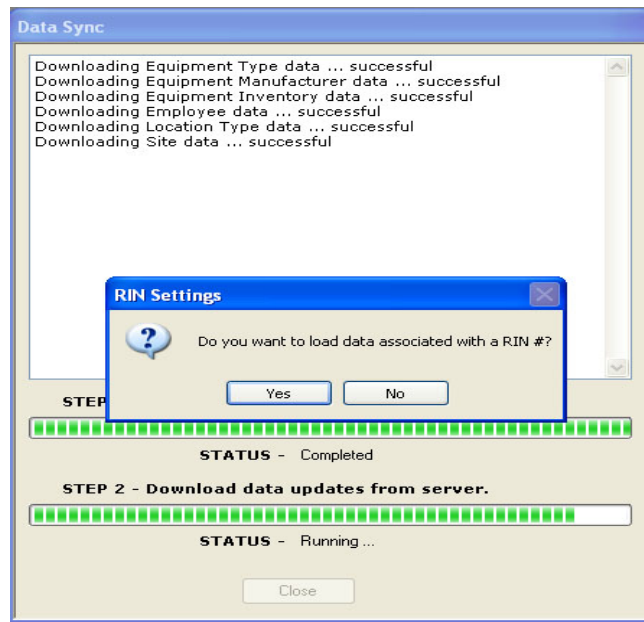 Data Sync
Downloading Equipment Type data ... successful
Downloading Equipment Manufacturer data ... successful
Downloading Equipment Inventory data ... successful
Downloading Employee data ... successful
Downloading Location Type data ... successful
Downloading Site data ... successful
RIN Settings
Do you want to load data associated with a RIN #?
Yes No
STEP
STATUS - Completed
STEP 2 - Download data updates from server.
STATUS - Running ...
Close